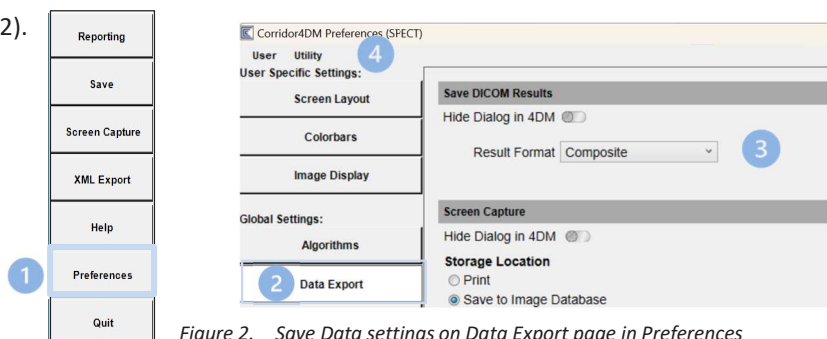 2).
Reporting
Save
Screen Capture
XML Export
Help
1
Preferences
Quit
Corridor4DM Preferences (SPECT)
User Utility
4
User Specific Settings:
Screen Layout
Colorbars
Image Display
Global Settings:
Algorithms
2
Data Export
Save DICOM Results
Hide Dialog in 4DM
Result Format Composite
3
Screen Capture
Hide Dialog in 4DM
Storage Location
Print
Save to Image Database
Figure 2. Save Data settings on Data Export page in Preferences